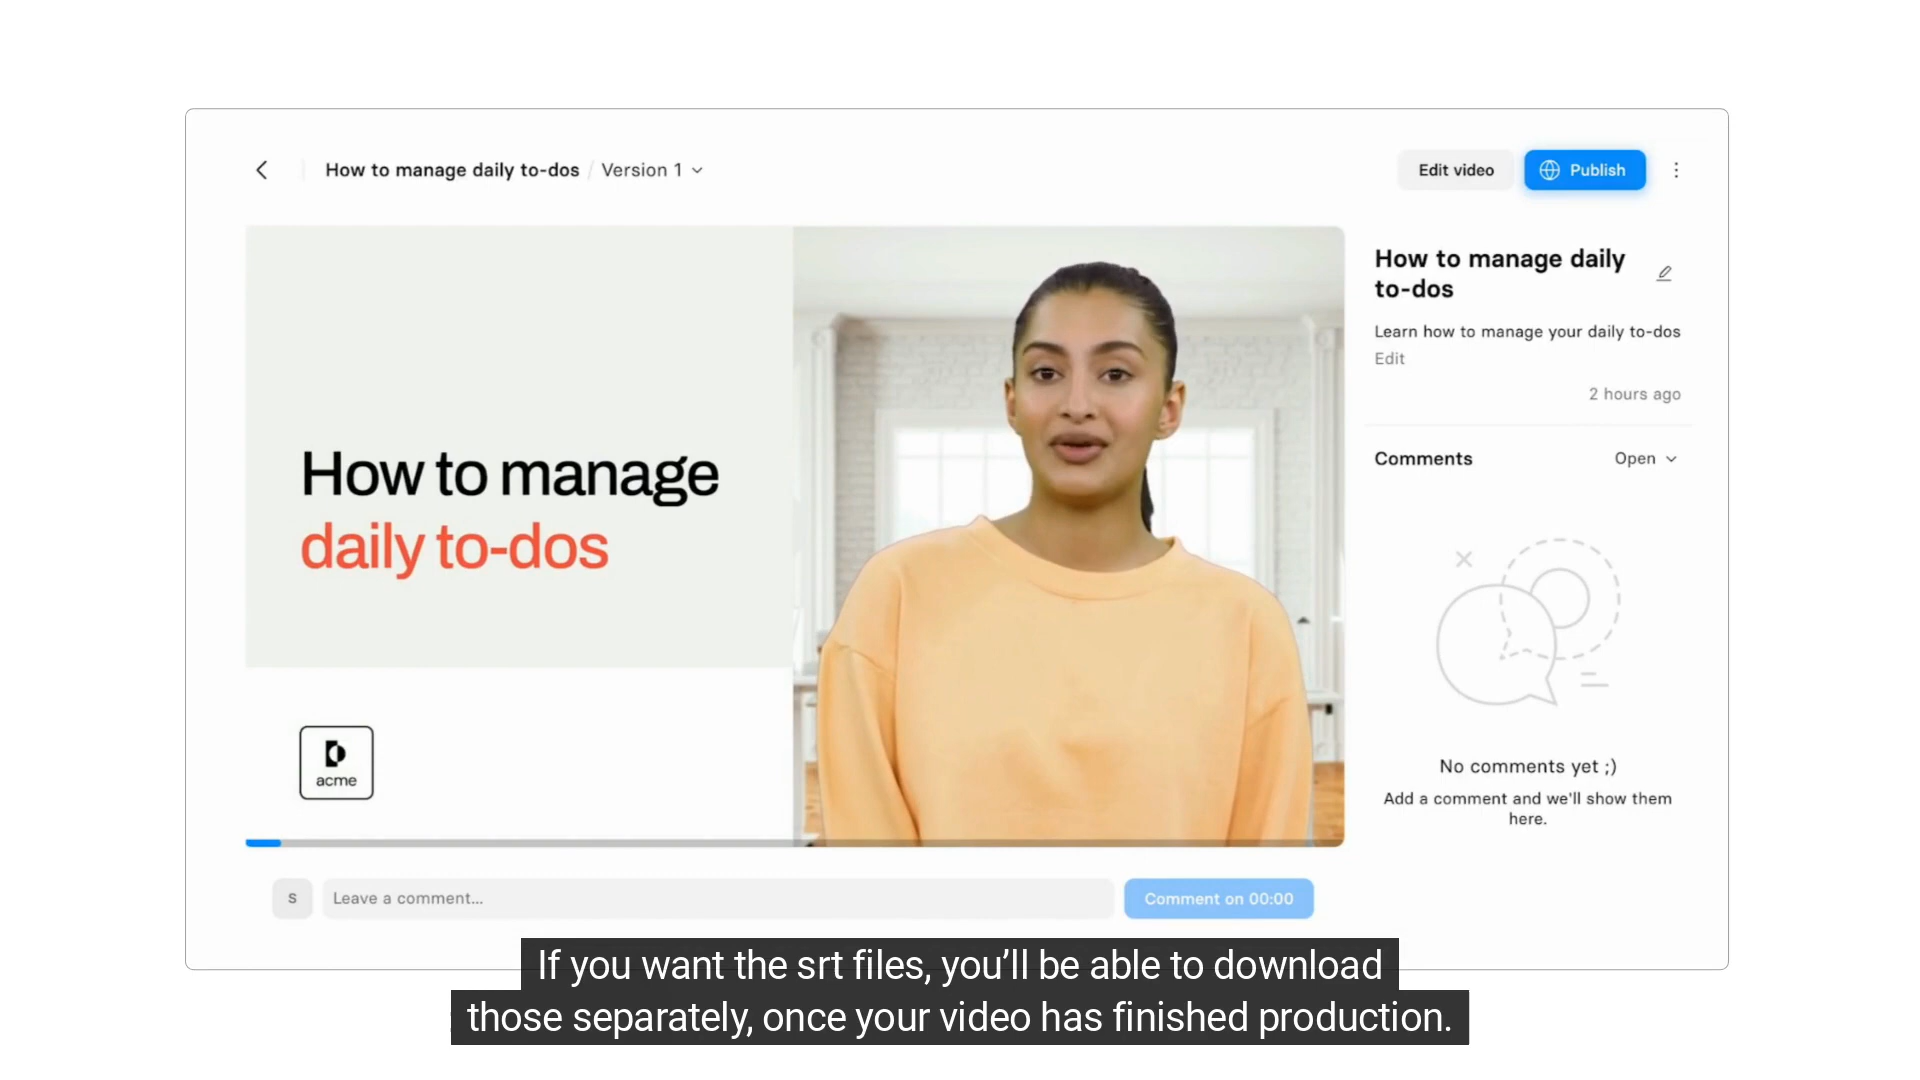 How to manage daily to-dos / Version 1
Edit video
Publish
How to manage
daily to-dos
acme
How to manage daily
to-dos
Learn how to manage your daily to-dos
Edit
2 hours ago
Comments
Open
No comments yet ;)
Add a comment and we'll show them
here.
S
Leave a comment...
Comment on 00:00
If you want the srt files, you’ll be able to download
those separately, once your video has finished production.